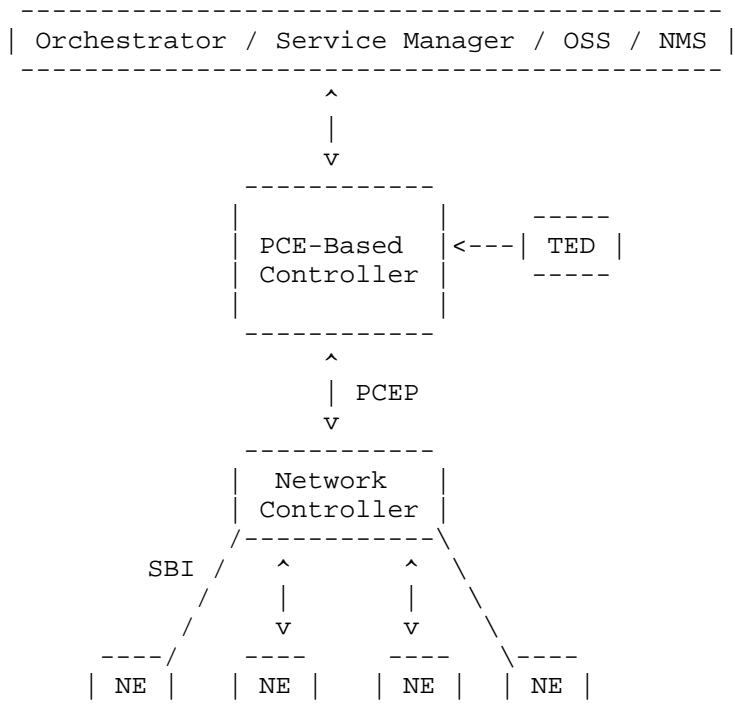 Orchestrator / Service Manager / OSS / NMS
PCE-Based
Controller
TED
PCEP
Network
Controller
SBI
NE NE NE NE